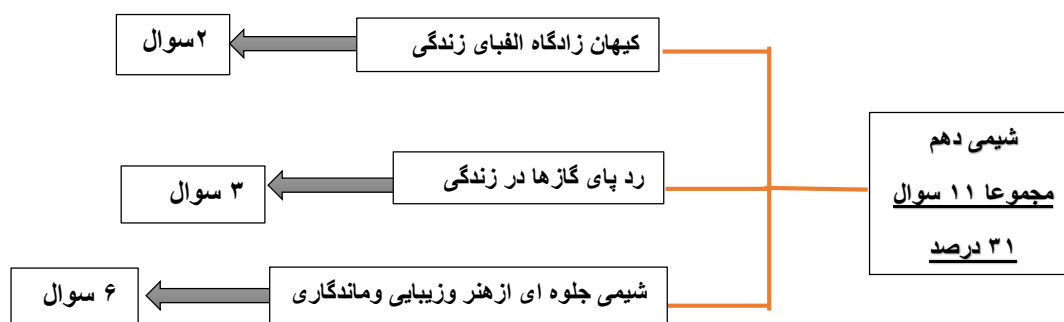 شیمی دهم
مجموعا ۱۱ سوال
۳۱ درصد
کیهان زادگاه الفبای زندگی
۲سوال
رد پای گازها در زندگی
۳ سوال
شیمی جلوه ای ازهنر وزیبایی وماندگاری
۶ سوال